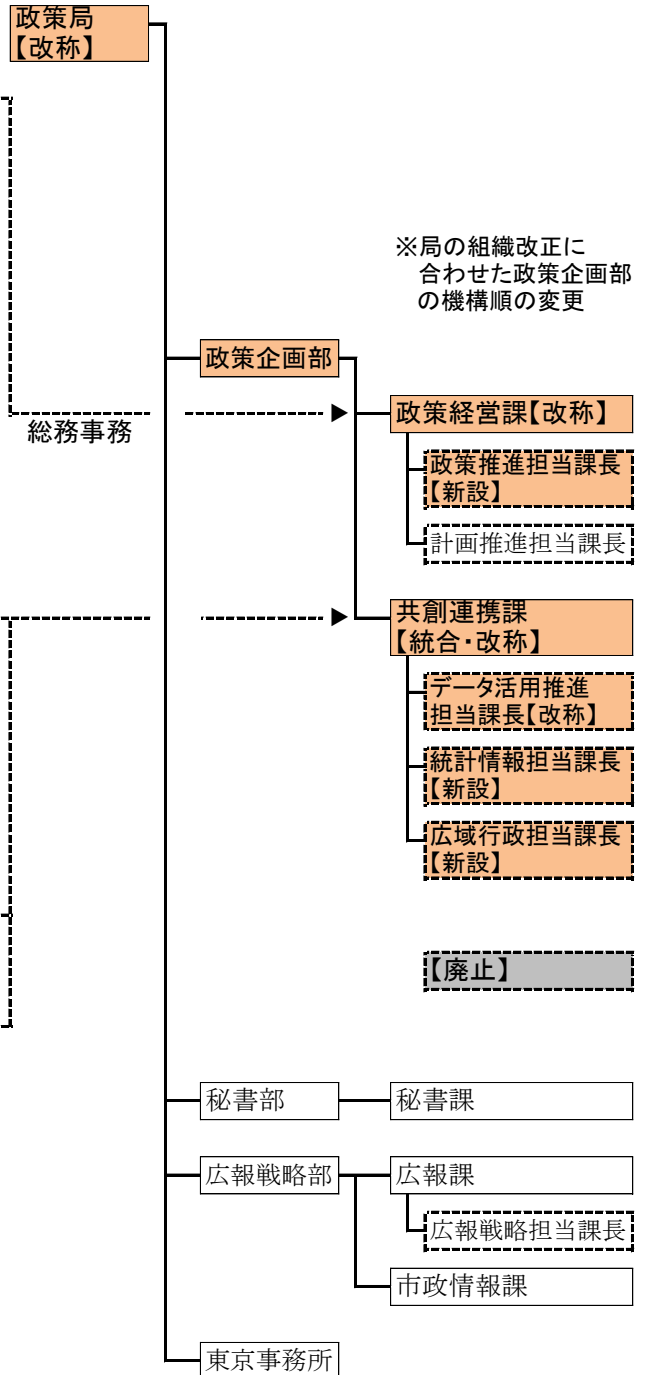 政策局
【改称】
※局の組織改正に
合わせた政策企画部
の機構順の変更
政策企画部
政策経営課【改称】
総務事務
政策推進担当課長
【新設】
計画推進担当課長
共創連携課
【統合・改称】
データ活用推進
担当課長【改称】
統計情報担当課長
【新設】
広域行政担当課長
【新設】
【廃止】
秘書部
秘書課
広報戦略部
広報課
広報戦略担当課長
市政情報課
東京事務所